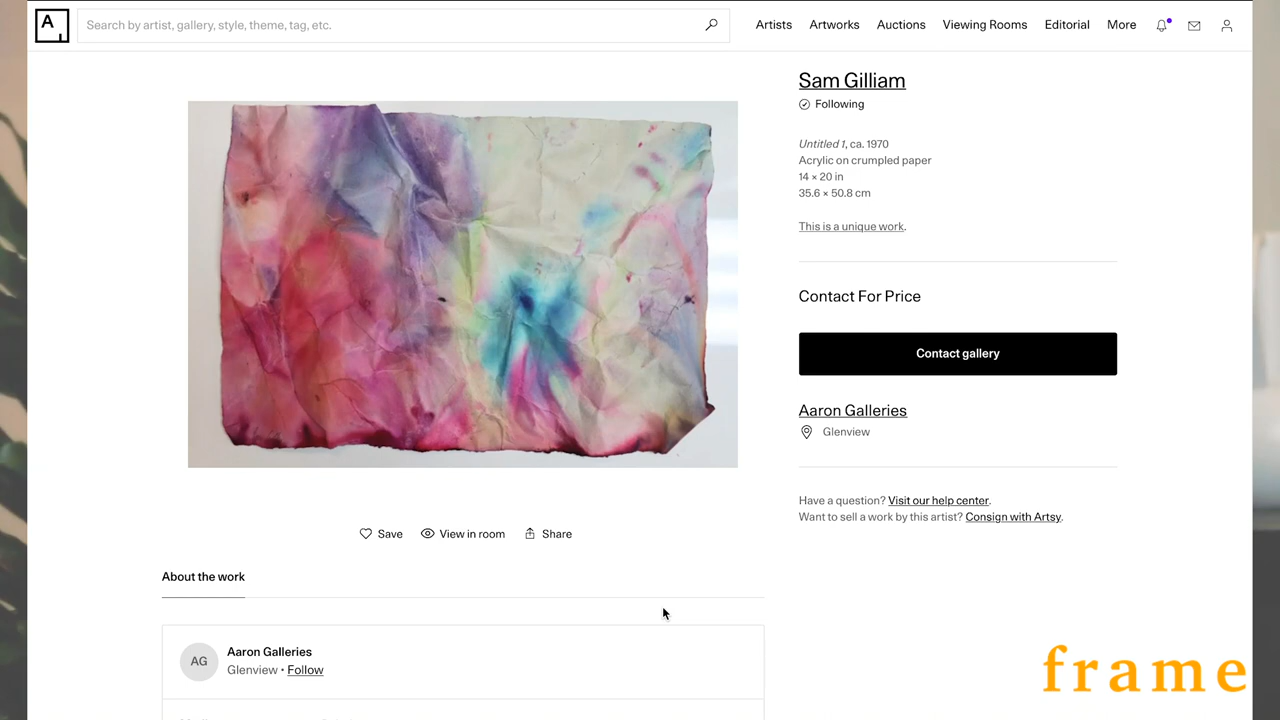 A
Search by artist, gallery, style, theme, tag, etc.
Artists Artworks Auctions Viewing Rooms Editorial More
Sam Gilliam
Following
Untitled 1, ca. 1970
Acrylic on crumpled paper
14 × 20 in
35.6 × 50.8 cm
This is a unique work.
Contact For Price
Contact gallery
Aaron Galleries
Glenview
Have a question? Visit our help center.
Want to sell a work by this artist? Consign with Artsy.
Save View in room Share
About the work
AG
Aaron Galleries
Glenview • Follow
frame